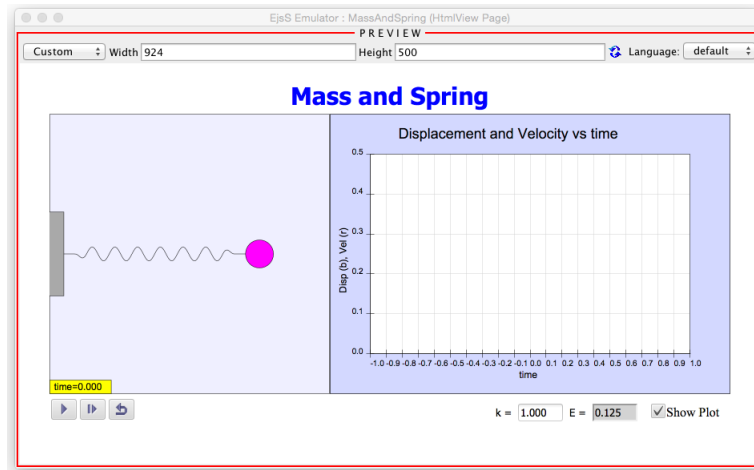 EjsS Emulator : MassAndSpring (HtmlView Page)
PREVIEW
Custom Width 924 Height 500 Language: default
Mass and Spring
Displacement and Velocity vs time
0.5
0.4
0.3
0.2
0.1
0.0
Disp (b), Vel (r)
-1.0 -0.9 -0.8 -0.7 -0.6 -0.5 -0.4 -0.3 -0.2 -0.1 0.0 0.1 0.2 0.3 0.4 0.5 0.6 0.7 0.8 0.9 1.0
time
time=0.000
k = 1.000 E = 0.125 Show Plot